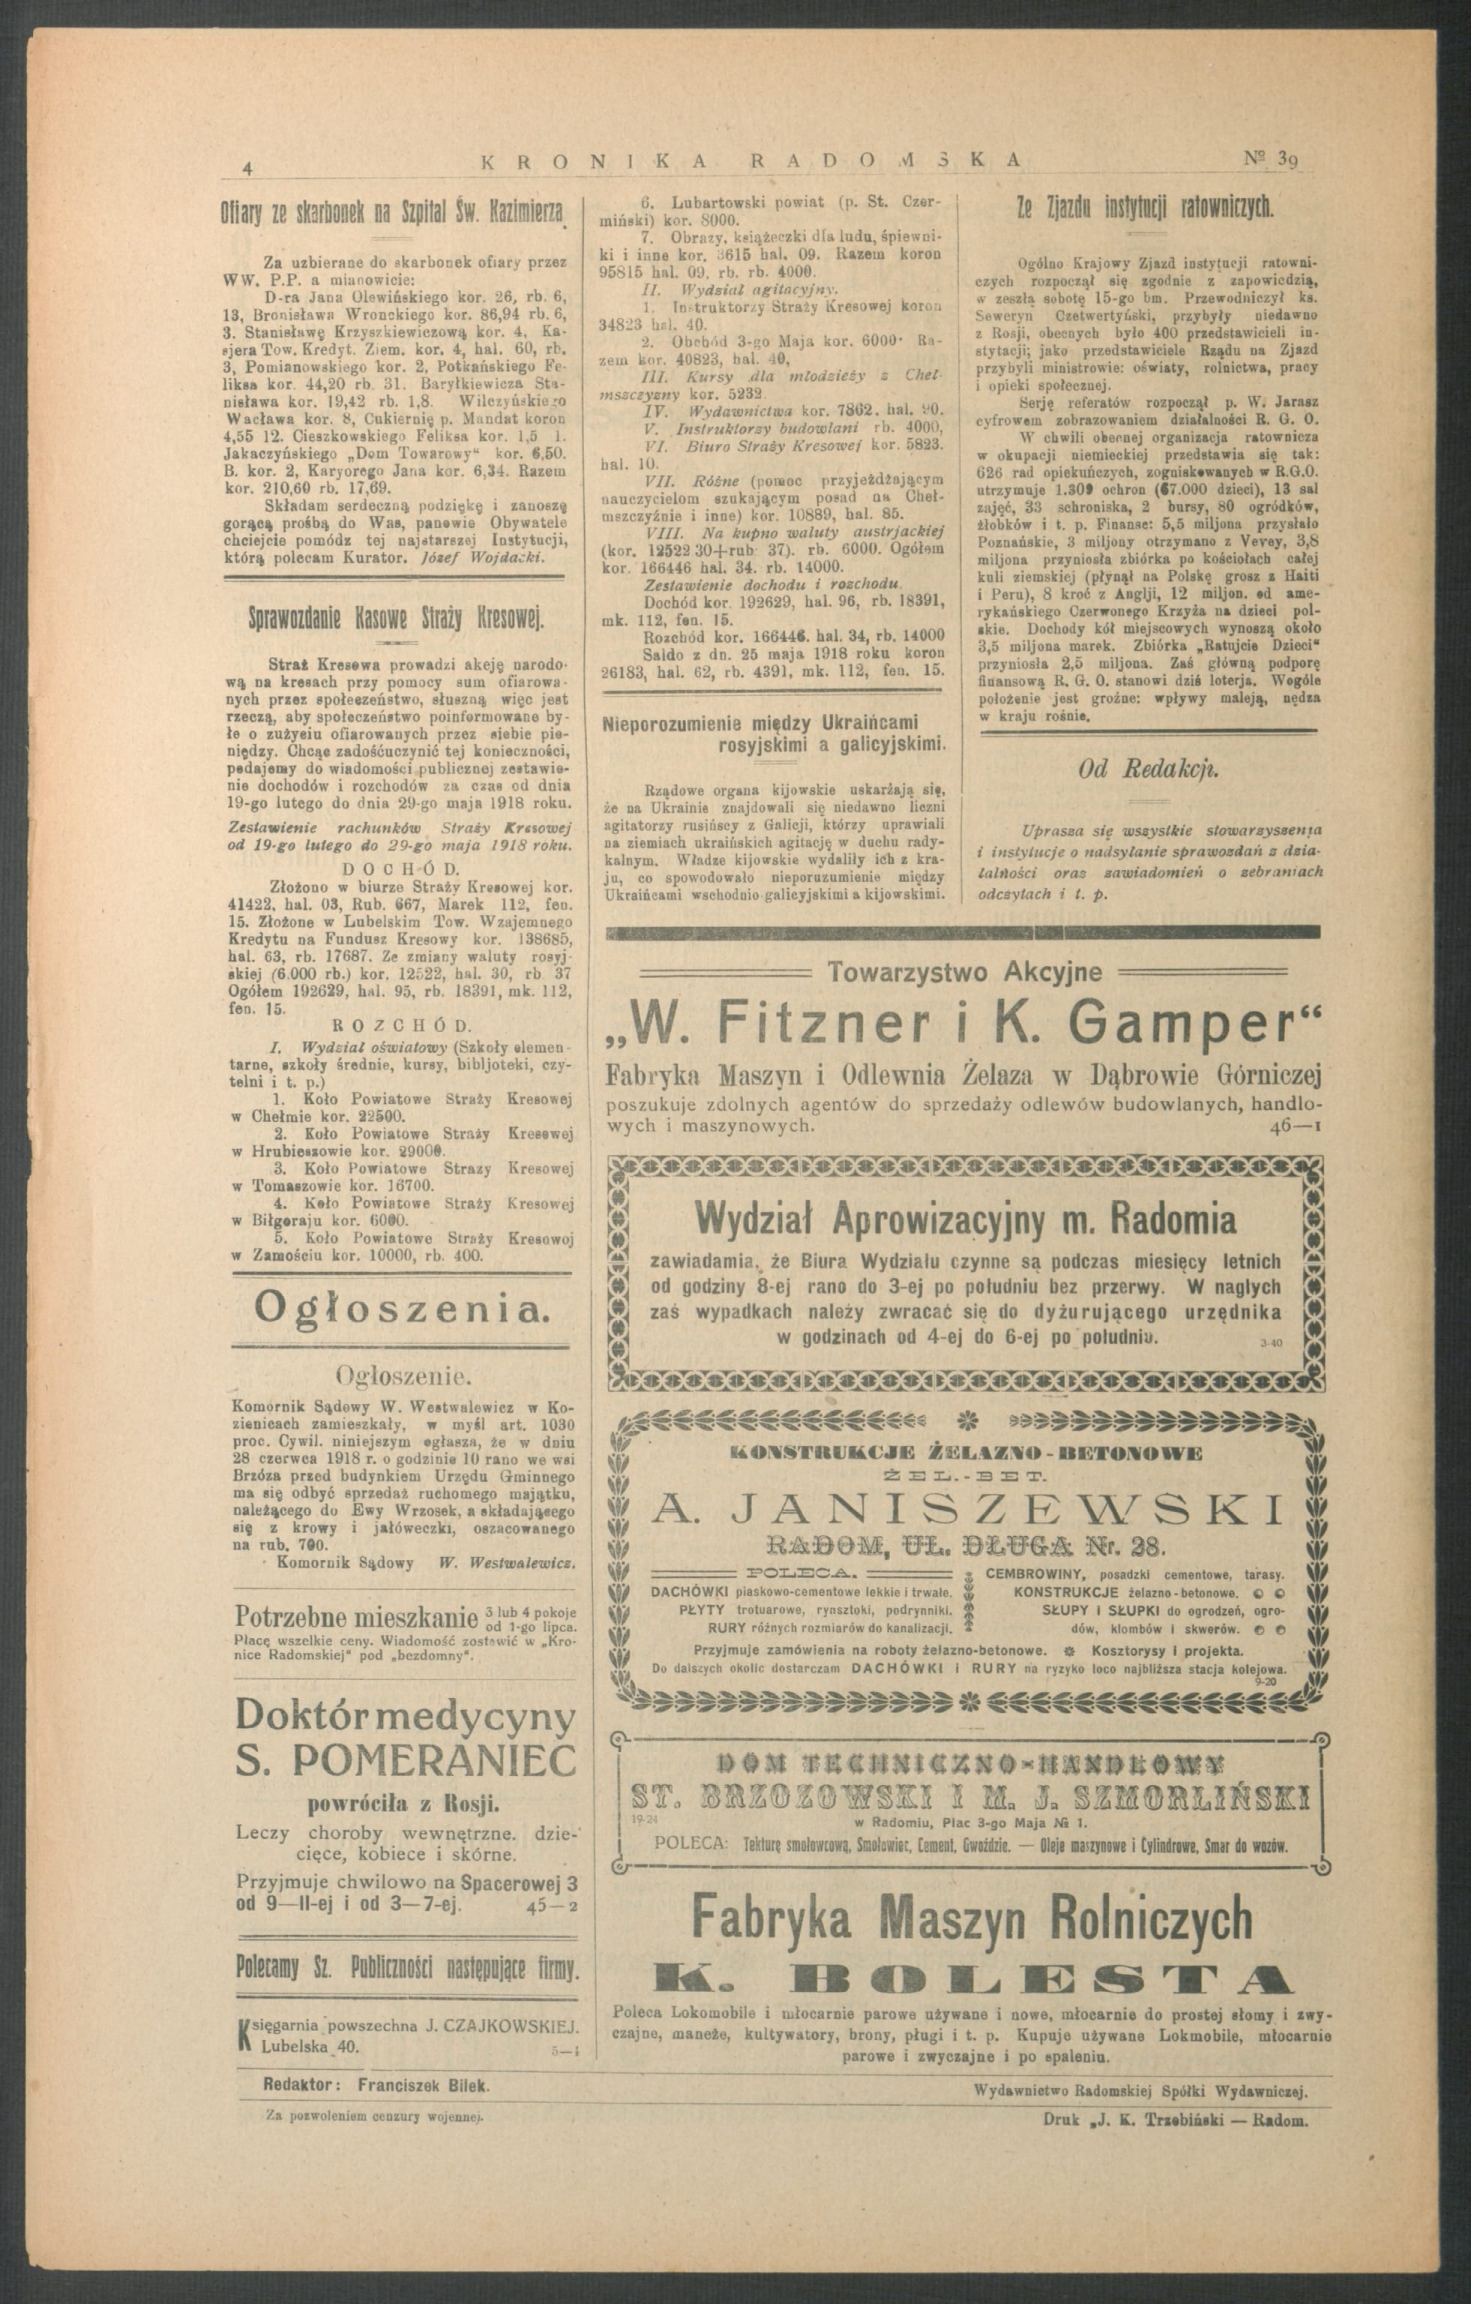 4
KRONIKA RADOMSKA
№ 39
Ofiary ze skarbonek na Szpital Św. Kazimierza
Za uzbierane do skarbonek ofiary przez
WW. P.P. a mianowicie:
D-ra Jana Olewińskiego kor. 26, rb. 6,
13, Bronisława Wronckiego kor. 86,94 rb. 6,
3. Stanisławę Krzyszkiewiczową kor. 4, Ka-
sjera Tow. Kredyt. Ziem. kor. 4, hal. 60, rb.
3, Pomianowskiego kor. 2, Potkańskiego Fe-
liksa kor. 44,20 rb. 31. Baryłkiewicza Sta-
nisława kor. 19,42 rb. 1,8. Wilczyńskiego
Wacława kor. 8, Cukiernię p. Mandat koron
4,55 12. Cieszkowskiego Feliksa kor. 1,5 1.
Jakaczyńskiego „Dom Towarowy“ kor. 6,50.
B. kor. 2, Karyorego Jana kor. 6,34. Razem
kor. 210,60 rb. 17,69.
Składam serdeczną podziękę i zanoszę
gorącą prośbą do Was, panowie Obywatele
chciejcie pomódz tej najstarszej Instytucji,
którą polecam Kurator. Józef Wojdacki.
Sprawozdanie Kasowe Straży Kresowej.
Straż Kresowa prowadzi akcję narodo-
wą na kresach przy pomocy sum ofiarowa-
nych przez społeczeństwo, słuszną więc jest
rzeczą, aby społeczeństwo poinformowane by-
łe o zużyciu ofiarowanych przez siebie pie-
niędzy. Chcąc zadośćuczynić tej konieczności,
podajemy do wiadomości publicznej zestawie-
nie dochodów i rozchodów za czas od dnia
19-go lutego do dnia 29-go maja 1918 roku.
Zestawienie rachunków Straży Kresowej
od 19-go lutego do 29-go maja 1918 roku.
DOCHÓD.
Złożono w biurze Straży Kresowej kor.
41422, hal. 03, Rub. 667, Marek 112, fen.
15. Złożone w Lubelskim Tow. Wzajemnego
Kredytu na Fundusz Kresowy kor. 138685,
hal. 63, rb. 17687. Ze zmiany waluty rosyj-
skiej (6.000 rb.) kor. 12522, hal. 30, rb. 37
Ogółem 192629, hal. 95, rb. 18391, mk. 112,
fen. 15.
ROZCHÓD.
I. Wydział oświatowy (Szkoły elemen-
tarne, szkoły średnie, kursy, bibljoteki, czy-
telni i t. p.)
1. Koło Powiatowe Straży Kresowej
w Chełmie kor. 22500.
2. Koło Powiatowe Straży Kresowej
w Hrubieszowie kor. 29000.
3. Koło Powiatowe Strazy Kresowej
w Tomaszowie kor. 16700.
4. Koło Powiatowe Straży Kresowej
w Biłgoraju kor. 6000.
5. Koło Powiatowe Straży Kresowoj
w Zamościu kor. 10000, rb. 400.
Ogłoszenia.
Ogłoszenie.
Komornik Sądowy W. Westwalewicz w Ko-
zienicach zamieszkały, w myśl art. 1030
proc. Cywil. niniejszym ogłasza, że w dniu
28 czerwca 1918 r. o godzinie 10 rano we wsi
Brzóza przed budynkiem Urzędu Gminnego
ma się odbyć sprzedaż ruchomego majątku,
należącego do Ewy Wrzosek, a składającego
się z krowy i jałóweczki, oszacowanego
na rub. 700.
Komornik Sądowy W. Westwalewicz.
Potrzebne mieszkanie 3 lub 4 pokoje
od 1-go lipca.
Płacę wszelkie ceny. Wiadomość zostawić w „Kro-
nice Radomskiej“ pod „bezdomny“.
Doktór medycyny
S. POMERANIEC
powróciła z Rosji.
Leczy choroby wewnętrzne. dzie-
cięce, kobiece i skórne.
Przyjmuje chwilowo na Spacerowej 3
od 9—II-ej i od 3—7-ej. 45—2
Polecamy Sz. Publiczności następujące firmy.
Księgarnia powszechna J. CZAJKOWSKIEJ.
Lubelska 40. 5—1
6. Lubartowski powiat (p. St. Czer-
miński) kor. 8000.
7. Obrazy, książeczki dla ludu, śpiewni-
ki i inne kor. 3615 hal. 09. Razem koron
95815 hal. 09, rb. rb. 4000.
II. Wydział agitacyjny.
1. Instruktorzy Straży Kresowej koron
34823 hal. 40.
2. Obchód 3-go Maja kor. 6000· Ra-
zem kor. 40823, hal. 40,
III. Kursy dla młodzieży z Cheł-
mszczyzny kor. 5232
IV. Wydawnictwa kor. 7862. hal. 90.
V. Instruktorzy budowlani rb. 4000,
VI. Biuro Straży Kresowej kor. 5823.
hal. 10.
VII. Różne (pomoc przyjeżdżającym
nauczycielom szukającym posad na Cheł-
mszczyźnie i inne) kor. 10889, hal. 85.
VIII. Na kupno waluty austrjackiej
(kor. 12522 30+rub 37). rb. 6000. Ogółem
kor. 166446 hal. 34. rb. 14000.
Zestawienie dochodu i rozchodu.
Dochód kor. 192629, hal. 96, rb. 18391,
mk. 112, fen. 15.
Rozchód kor. 166446. hal. 34, rb. 14000
Saldo z dn. 25 maja 1918 roku koron
26183, hal. 62, rb. 4391, mk. 112, fen. 15.
Nieporozumienie między Ukraińcami
rosyjskimi a galicyjskimi.
Rządowe organa kijowskie uskarżają się,
że na Ukrainie znajdowali się niedawno liczni
agitatorzy rusińscy z Galicji, którzy uprawiali
na ziemiach ukraińskich agitację w duchu rady-
kalnym. Władze kijowskie wydaliły ich z kra-
ju, co spowodowało nieporuzumienie między
Ukraińcami wschodnio galicyjskimi a kijowskimi.
Ze Zjazdu instytucji ratowniczych.
Ogólno Krajowy Zjazd instytucji ratowni-
czych rozpoczął się zgodnie z zapowiedzią,
w zeszłą sobotę 15-go bm. Przewodniczył ks.
Seweryn Czetwertyński, przybyły niedawno
z Rosji, obecnych było 400 przedstawicieli in-
stytacji; jako przedstawiciele Rządu na Zjazd
przybyli ministrowie: oświaty, rolnictwa, pracy
i opieki społecznej.
Serję referatów rozpoczął p. W. Jarasz
cyfrowem zobrazowaniem działalności R. G. O.
W chwili obecnej organizacja ratownicza
w okupacji niemieckiej przedstawia się tak:
626 rad opiekuńczych, zogniskowanych w R.G.O.
utrzymuje 1.309 ochron (67.000 dzieci), 13 sal
zajęć, 33 schroniska, 2 bursy, 80 ogródków,
żłobków i t. p. Finanse: 5,5 miljona przysłało
Poznańskie, 3 miljony otrzymano z Vevey, 3,8
miljona przyniosła zbiórka po kościołach całej
kuli ziemskiej (płynął na Polskę grosz z Haiti
i Peru), 8 kroć z Anglji, 12 miljon. od ame-
rykańskiego Czerwonego Krzyża na dzieci pol-
skie. Dochody kół miejscowych wynoszą około
3,5 miljona marek. Zbiórka „Ratujcie Dzieci“
przyniosła 2,5 miljona. Zaś główną podporę
finansową R. G. O. stanowi dziś loterja. Wogóle
położenie jest groźne: wpływy maleją, nędza
w kraju rośnie.
Od Redakcji.
Uprasza się wszystkie stowarzyszenia
i instytucje o nadsyłanie sprawozdań z dzia-
łalności oraz zawiadomień o zebraniach
odczytach i t. p.
Towarzystwo Akcyjne
„W. Fitzner i K. Gamper“
Fabryka Maszyn i Odlewnia Żelaza w Dąbrowie Górniczej
poszukuje zdolnych agentów do sprzedaży odlewów budowlanych, handlo-
wych i maszynowych. 46—1
Wydział Aprowizacyjny m. Radomia
zawiadamia, że Biura Wydziału czynne są podczas miesięcy letnich
od godziny 8-ej rano do 3-ej po południu bez przerwy. W nagłych
zaś wypadkach należy zwracać się do dyżurującego urzędnika
w godzinach od 4-ej do 6-ej po południu. 3-40
KONSTRUKCJE ŻELAZNO-BETONOWE
ŻEL.-BET.
A. JANISZEWSKI
RADOM, UL. DŁUGA Nr. 28.
POLECA.
DACHÓWKI piaskowo-cementowe lekkie i trwałe.
PŁYTY trotuarowe, rynsztoki, podrynniki.
RURY różnych rozmiarów do kanalizacji.
CEMBROWINY, posadzki cementowe, tarasy.
KONSTRUKCJE żelazno-betonowe.
SŁUPY I SŁUPKI do ogrodzeń, ogro-
dów, klombów i skwerów.
Przyjmuje zamówienia na roboty żelazno-betonowe. Kosztorysy i projekta.
Do dalszych okolic dostarczam DACHÓWKI i RURY na ryzyko loco najbliższa stacja kolejowa.
9-20
DOM TECHNICZNO-HANDLOWY
ST. BRZOZOWSKI I M. J. SZMORLIŃSKI
19-24 w Radomiu, Plac 3-go Maja № 1.
POLECA: Tekturę smołowcową, Smołowiec, Cement, Gwoździe. — Oleje maszynowe i Cylindrowe, Smar do wozów.
Fabryka Maszyn Rolniczych
K. BOLESTA
Poleca Lokomobile i młocarnie parowe używane i nowe, młocarnie do prostej słomy i zwy-
czajne, maneże, kultywatory, brony, pługi i t. p. Kupuje używane Lokmobile, młocarnie
parowe i zwyczajne i po spaleniu.
Redaktor: Franciszek Bilek.
Wydawnietwo Radomskiej Spółki Wydawniczej.
Za pozwoleniem cenzury wojennej.
Druk „J. K. Trzebiński — Radom.